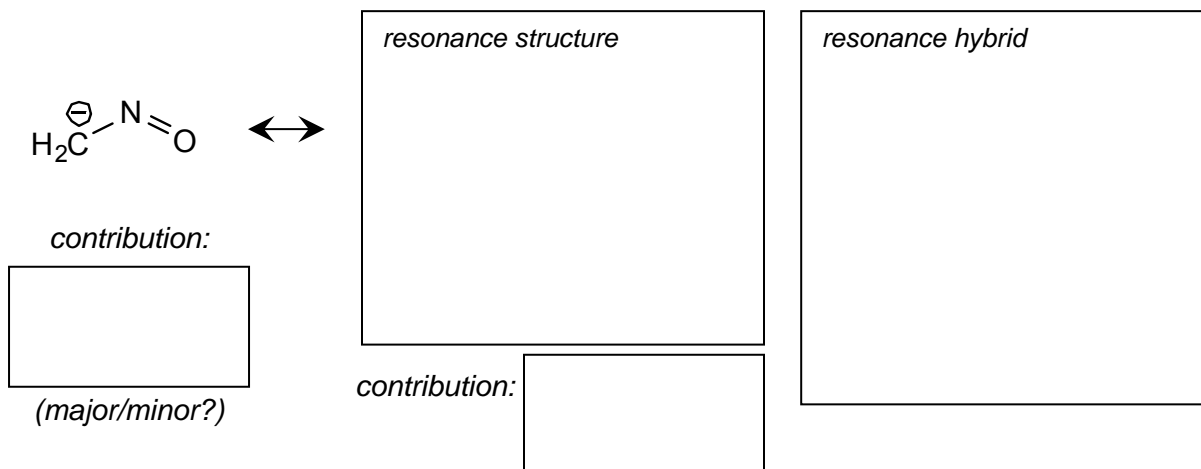 resonance structure
resonance hybrid
⊖
N
H₂C
O
contribution:
contribution:
(major/minor?)